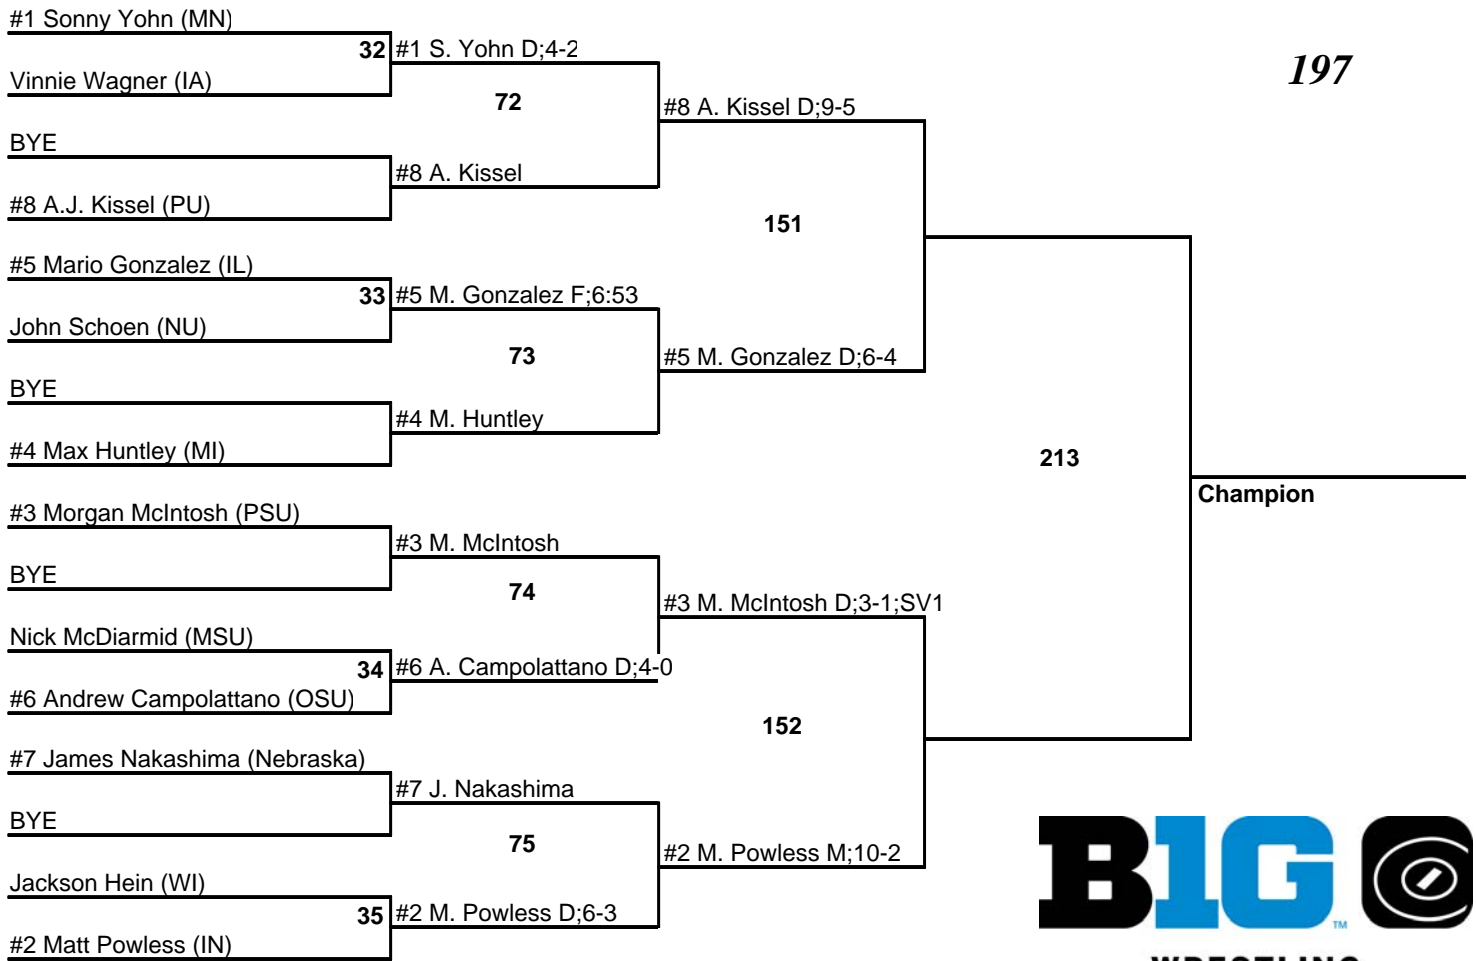 #1 Sonny Yohn (MN)
32 #1 S. Yohn D;4-2
197
Vinnie Wagner (IA)
72
#8 A. Kissel D;9-5
BYE
#8 A. Kissel
#8 A.J. Kissel (PU)
151
#5 Mario Gonzalez (IL)
33 #5 M. Gonzalez F;6:53
John Schoen (NU)
73
#5 M. Gonzalez D;6-4
BYE
#4 M. Huntley
#4 Max Huntley (MI)
213
Champion
#3 Morgan McIntosh (PSU)
#3 M. McIntosh
BYE
74
#3 M. McIntosh D;3-1;SV1
Nick McDiarmid (MSU)
34 #6 A. Campolattano D;4-0
#6 Andrew Campolattano (OSU)
152
#7 James Nakashima (Nebraska)
#7 J. Nakashima
BYE
75
#2 M. Powless M;10-2
Jackson Hein (WI)
35 #2 M. Powless D;6-3
#2 Matt Powless (IN)
B1G
TM
WRESTLING